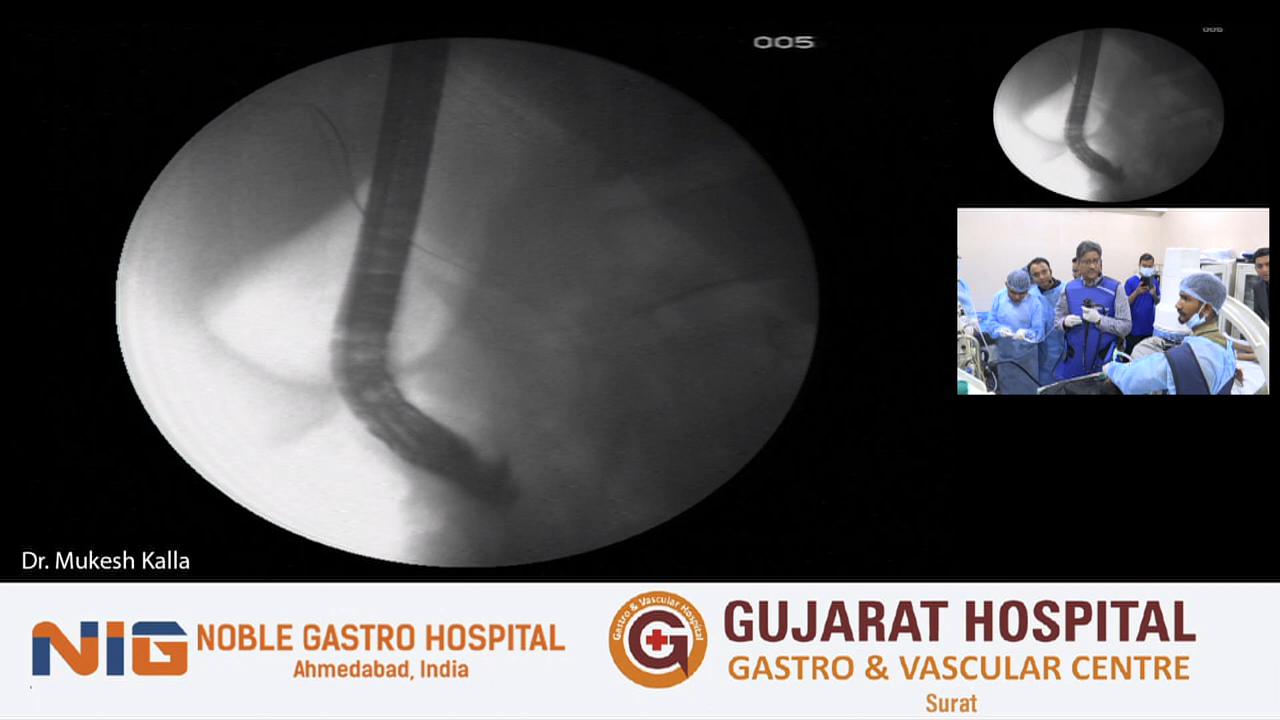 005
Dr. Mukesh Kalla
NIG
NOBLE GASTRO HOSPITAL
Ahmedabad, India
Gastro & Vascular Hospital
G
GUJARAT HOSPITAL
GASTRO & VASCULAR CENTRE
Surat